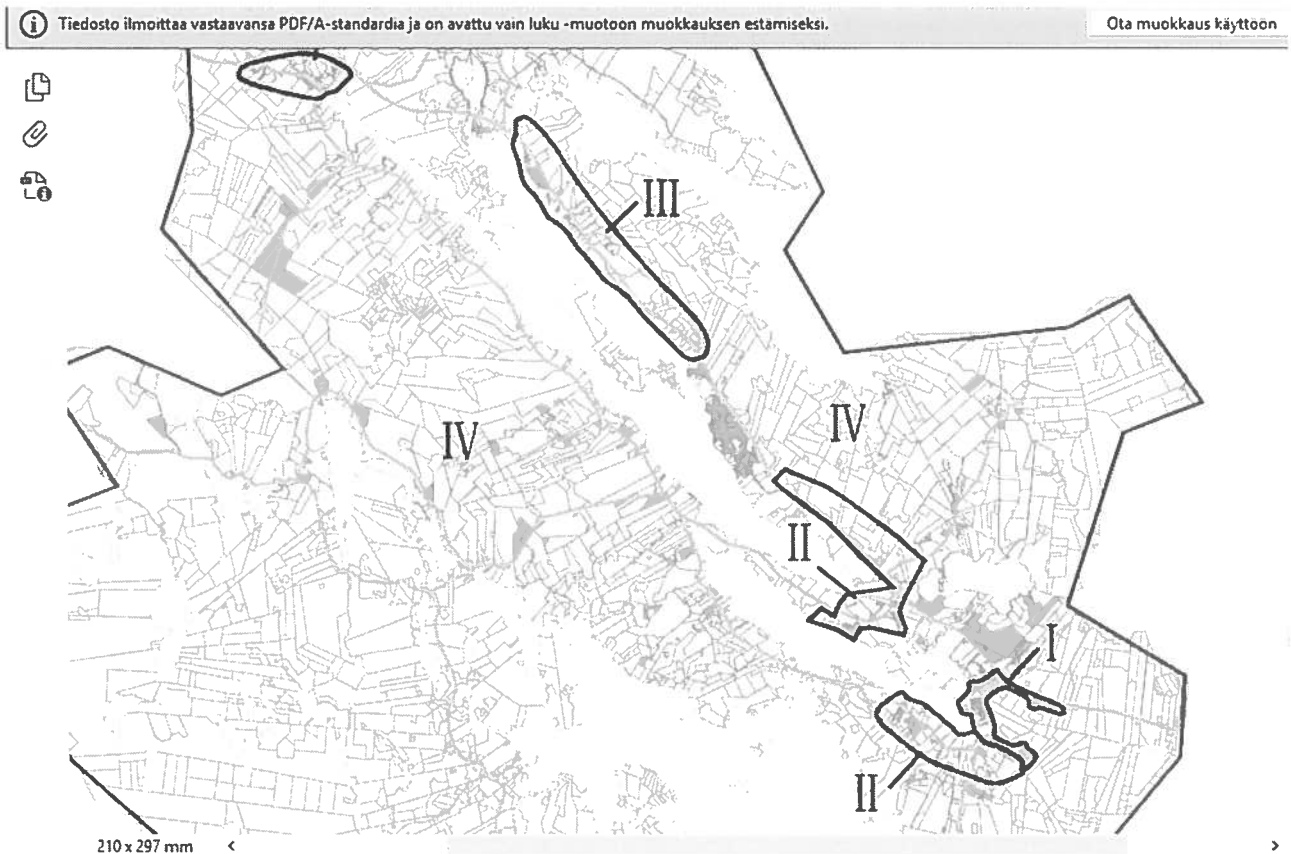 Tiedosto ilmoittaa vastaavansa PDF/A-standardia ja on avattu vain luku -muotoon muokkauksen estämiseksi.
Ota muokkaus käyttöön
III
IV
IV
II
I
II
210 x 297 mm